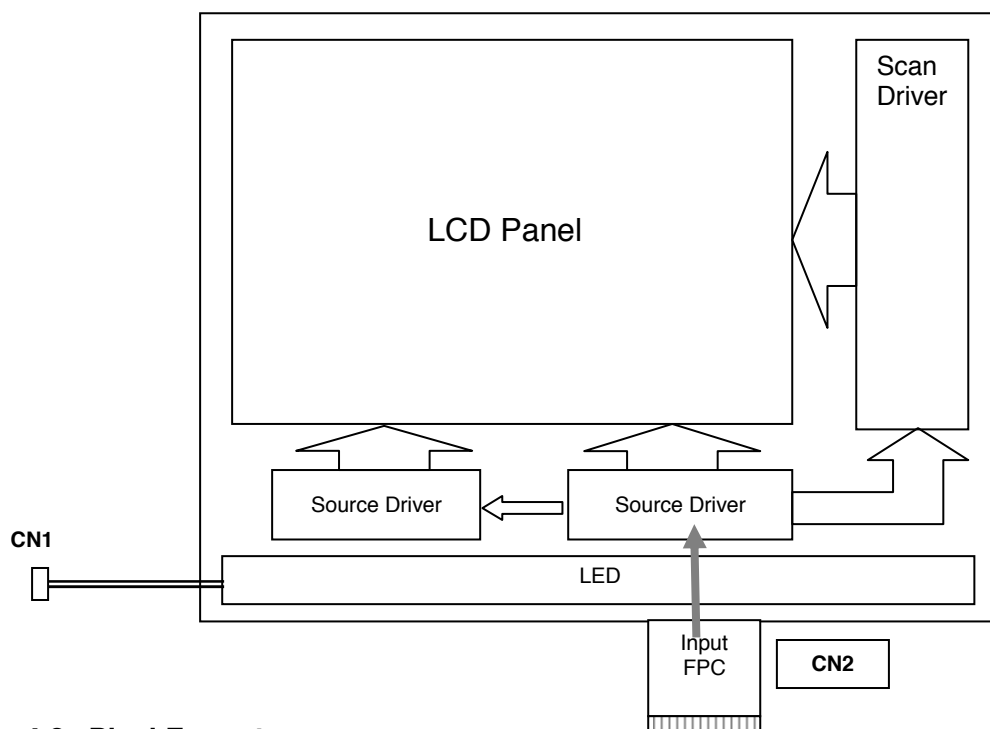 Scan
Driver
LCD Panel
Source Driver
Source Driver
CN1
LED
Input
FPC
CN2